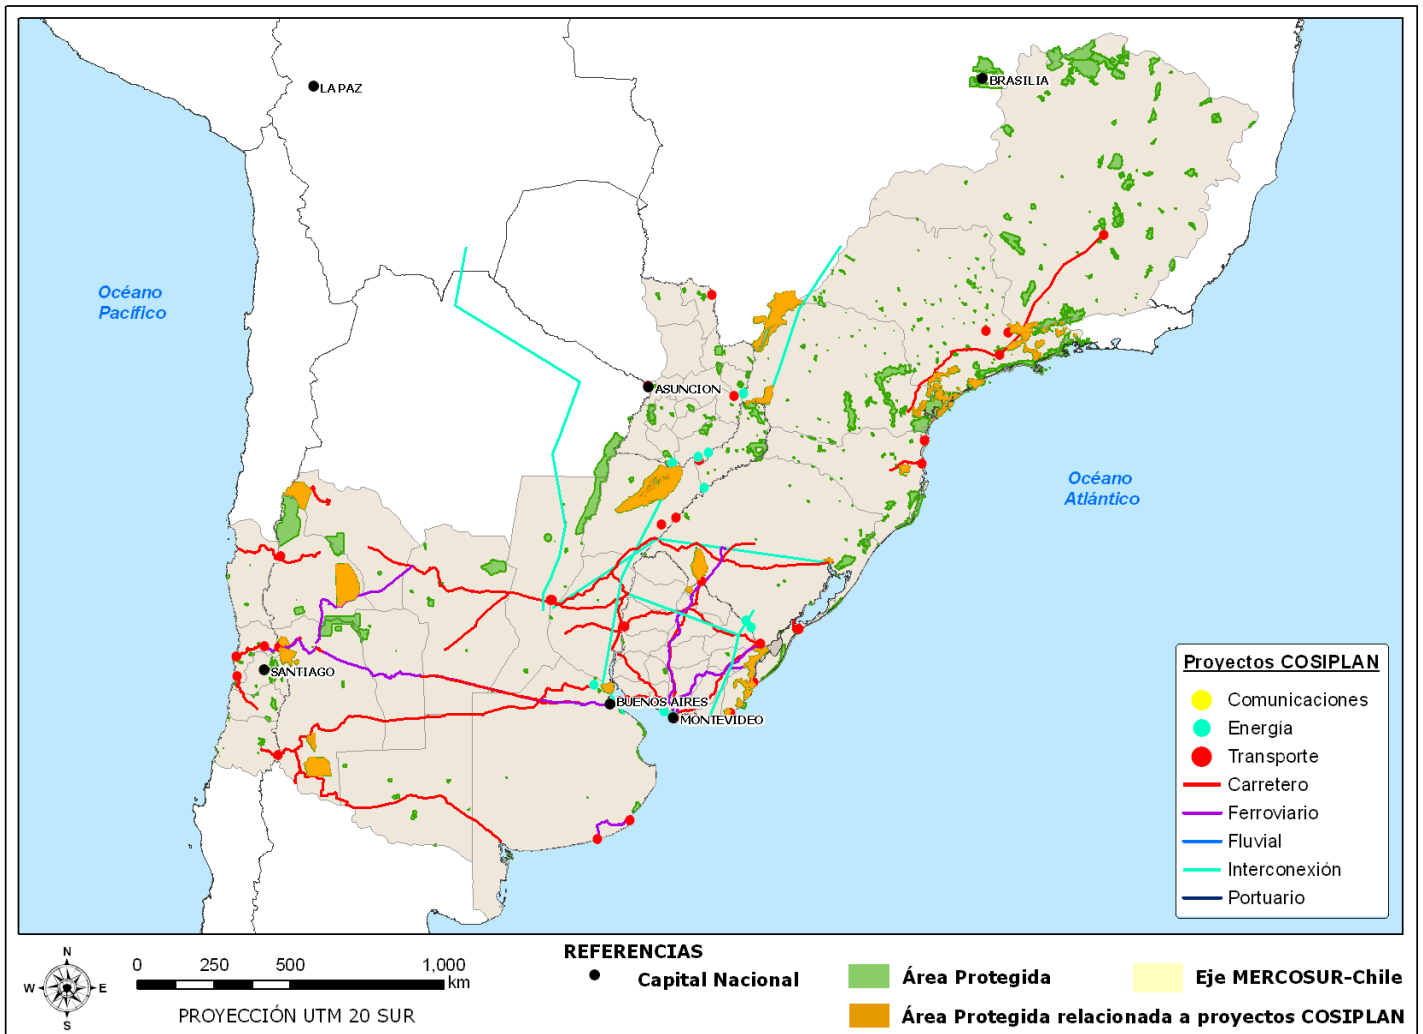 LA PAZ
BRASILIA
Océano
Pacífico
ASUNCION
Océano
Atlántico
SANTIAGO
BUENOS AIRES
MONTEVIDEO
Proyectos COSIPLAN
Comunicaciones
Energía
Transporte
Carretero
Ferroviario
Fluvial
Interconexión
Portuario
N
W
E
S
0 250 500 1,000
km
PROYECCIÓN UTM 20 SUR
REFERENCIAS
Capital Nacional
Área Protegida
Eje MERCOSUR-Chile
Área Protegida relacionada a proyectos COSIPLAN